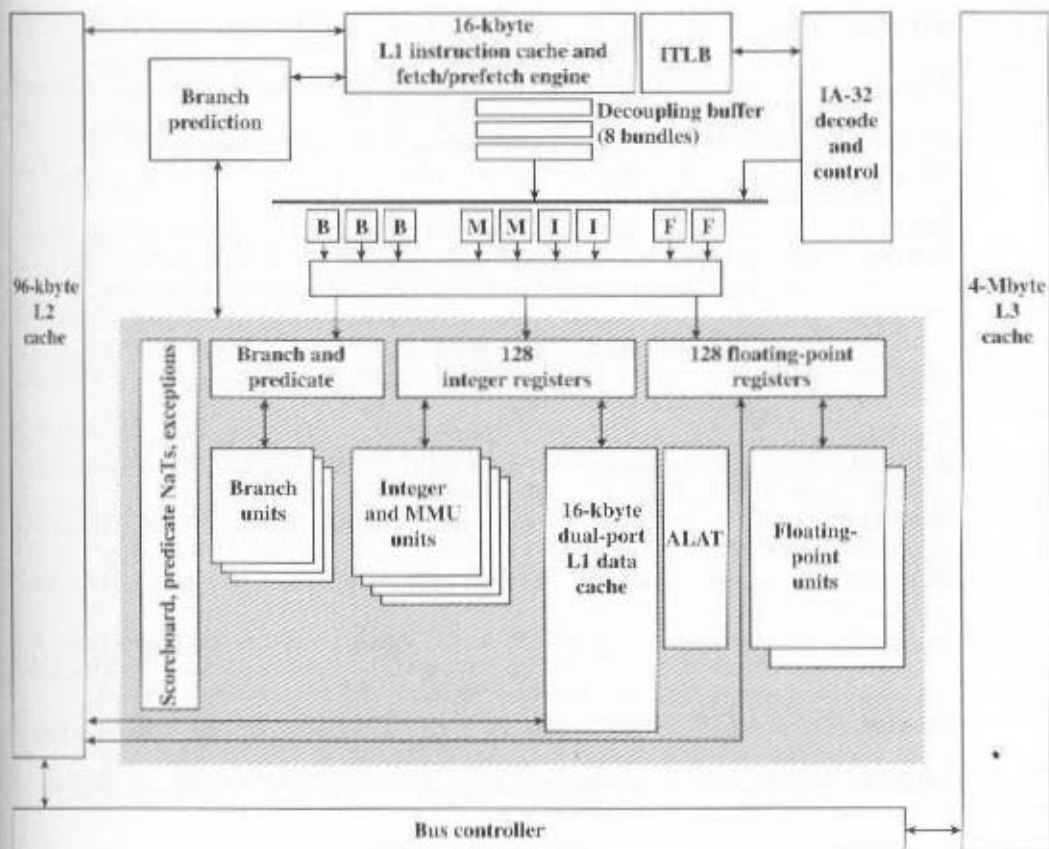 16-kbyte
L1 instruction cache and
fetch/prefetch engine
ITLB
IA-32
decode
and
control
Branch
prediction
Decoupling buffer
(8 bundles)
B B B M M I I F F
96-kbyte
L2
cache
4-Mbyte
L3
cache
Scoreboard, predicate NaTs, exceptions
Branch and
predicate
128
integer registers
128 floating-point
registers
Branch
units
Integer
and MMU
units
16-kbyte
dual-port
L1 data
cache
ALAT
Floating-
point
units
Bus controller